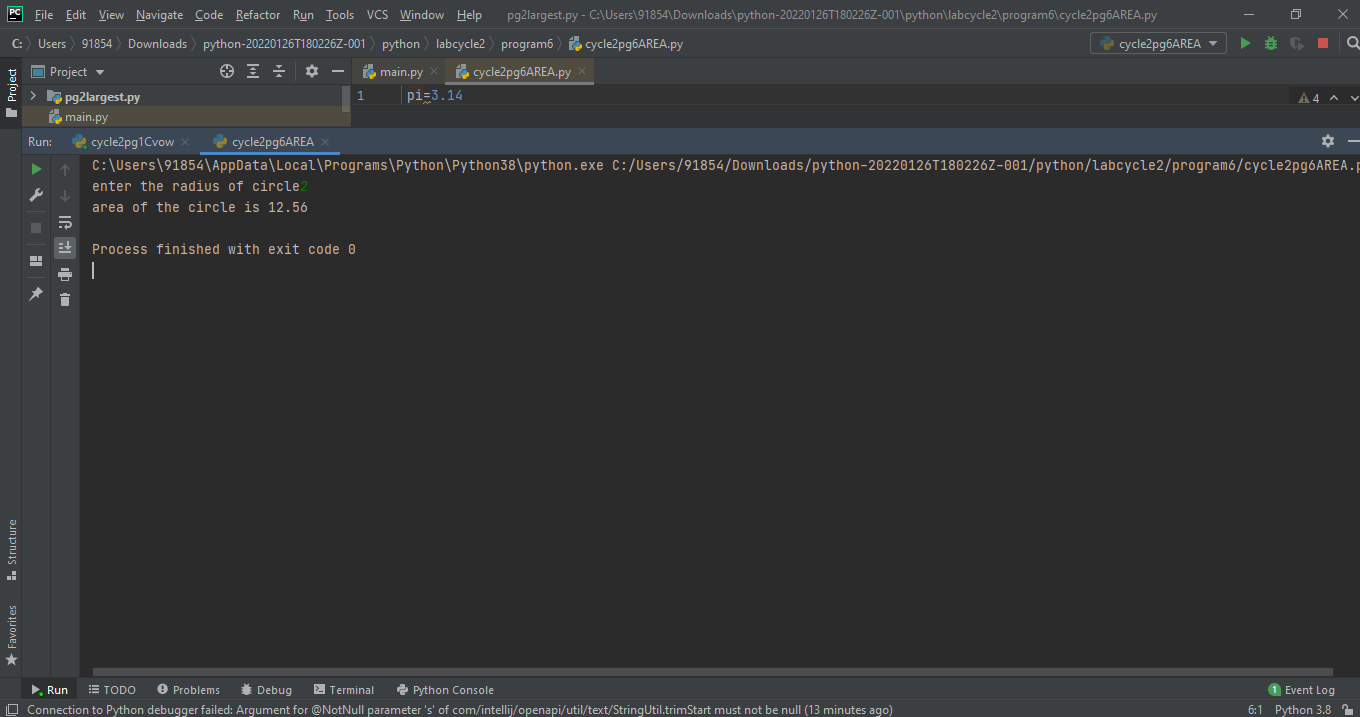 PC File Edit View Navigate Code Refactor Run Tools VCS Window Help pg2largest.py - C:\Users\91854\Downloads\python-20220126T180226Z-001\python\labcycle2\program6\cycle2pg6AREA.py
C: Users 91854 Downloads python-20220126T180226Z-001 python labcycle2 program6 cycle2pg6AREA.py cycle2pg6AREA
Project
Project main.py cycle2pg6AREA.py
pg2largest.py 1 pi=3.14 4
main.py
Run: cycle2pg1Cvow cycle2pg6AREA
C:\Users\91854\AppData\Local\Programs\Python\Python38\python.exe C:/Users/91854/Downloads/python-20220126T180226Z-001/python/labcycle2/program6/cycle2pg6AREA.p
enter the radius of circle2
area of the circle is 12.56
Process finished with exit code 0
Structure
Favorites
Run TODO Problems Debug Terminal Python Console 1 Event Log
Connection to Python debugger failed: Argument for @NotNull parameter 's' of com/intellij/openapi/util/text/StringUtil.trimStart must not be null (13 minutes ago) 6:1 Python 3.8